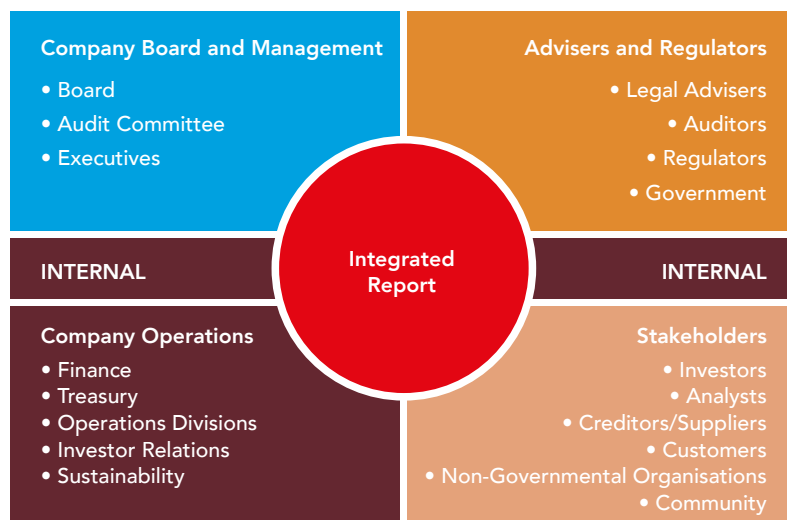 Company Board and Management
• Board
• Audit Committee
• Executives
Advisers and Regulators
• Legal Advisers
• Auditors
• Regulators
• Government
INTERNAL
Integrated
Report
INTERNAL
Company Operations
• Finance
• Treasury
• Operations Divisions
• Investor Relations
• Sustainability
Stakeholders
• Investors
• Analysts
• Creditors/Suppliers
• Customers
• Non-Governmental Organisations
• Community